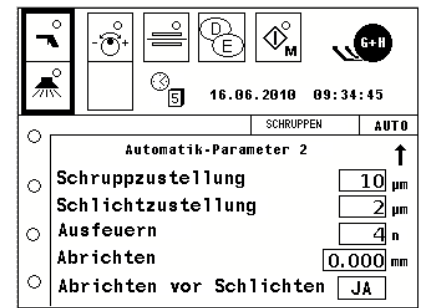 D
E
M
G+H
5
16.06.2010 09:34:45
SCHRUPPEN AUTO
Automatik-Parameter 2
Schruppzustellung 10 µm
Schlichtzustellung 2 µm
Ausfeuern 4 n
Abrichten 0.000 mm
Abrichten vor Schlichten JA